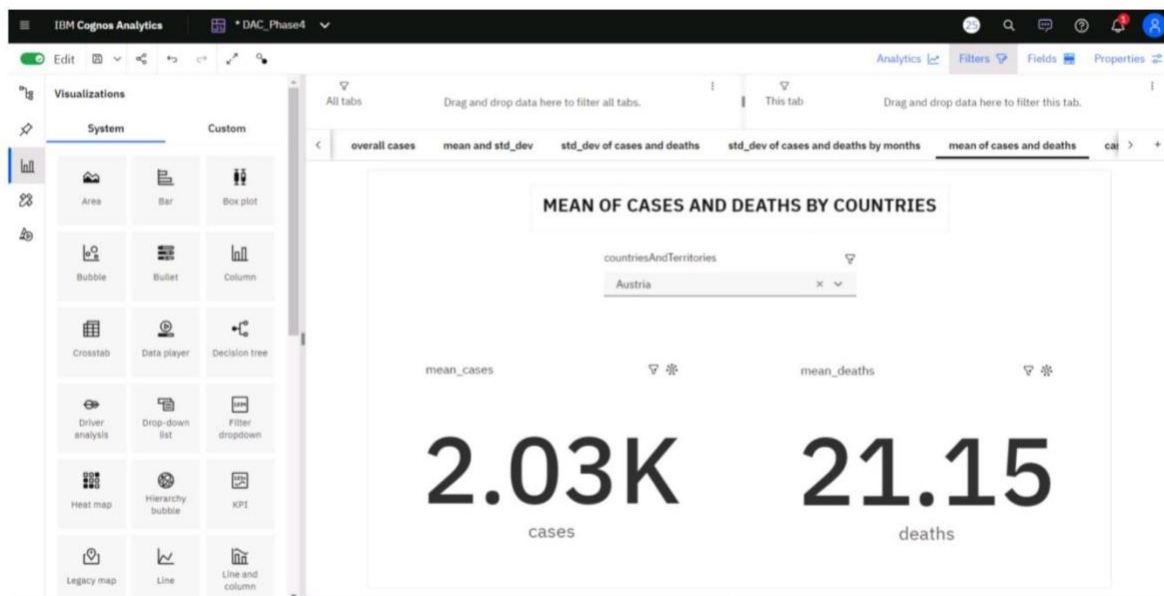 IBM Cognos Analytics
* DAC_Phase4
25
1
Edit
Analytics
Filters
Fields
Properties
Visualizations
System
Custom
Area
Bar
Box plot
Bubble
Bullet
Column
Crosstab
Data player
Decision tree
Driver
analysis
Drop-down
list
Filter
dropdown
Heat map
Hierarchy
bubble
KPI
Legacy map
Line
Line and
column
All tabs
Drag and drop data here to filter all tabs.
This tab
Drag and drop data here to filter this tab.
overall cases
mean and std_dev
std_dev of cases and deaths
std_dev of cases and deaths by months
mean of cases and deaths
MEAN OF CASES AND DEATHS BY COUNTRIES
countriesAndTerritories
Austria
mean_cases
2.03K
cases
mean_deaths
21.15
deaths